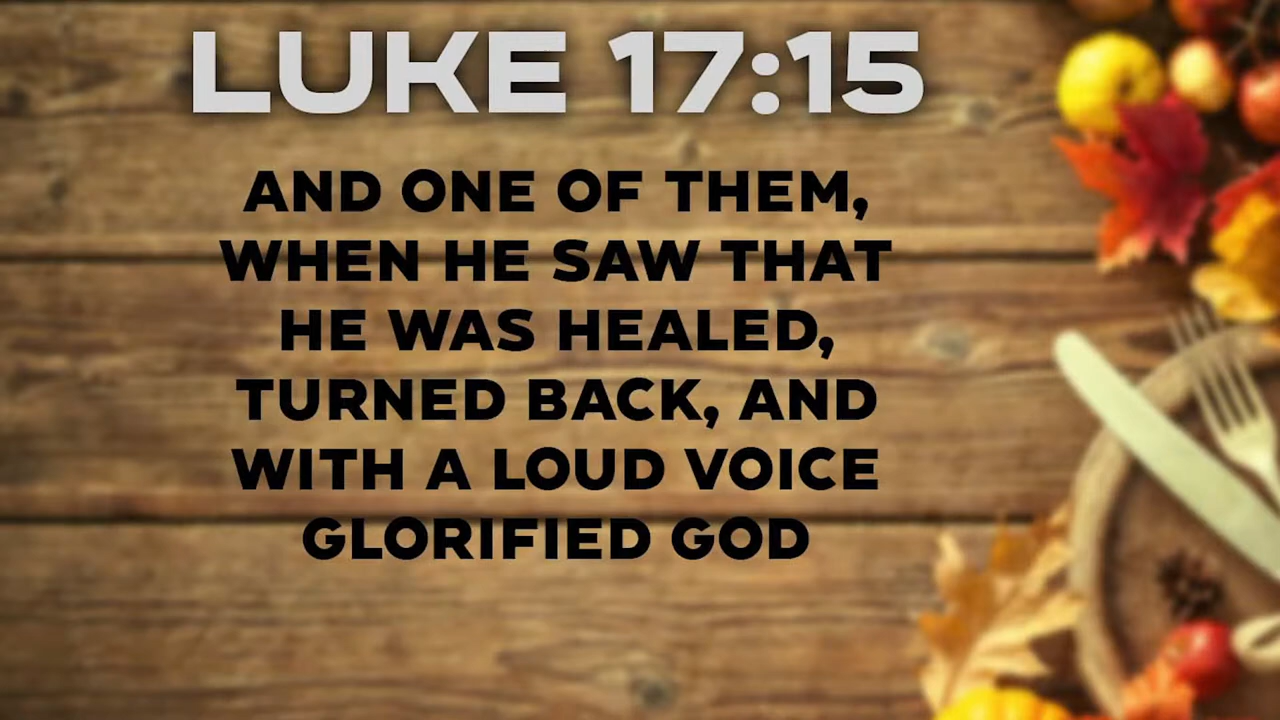 LUKE 17:15
AND ONE OF THEM,
WHEN HE SAW THAT
HE WAS HEALED,
TURNED BACK, AND
WITH A LOUD VOICE
GLORIFIED GOD